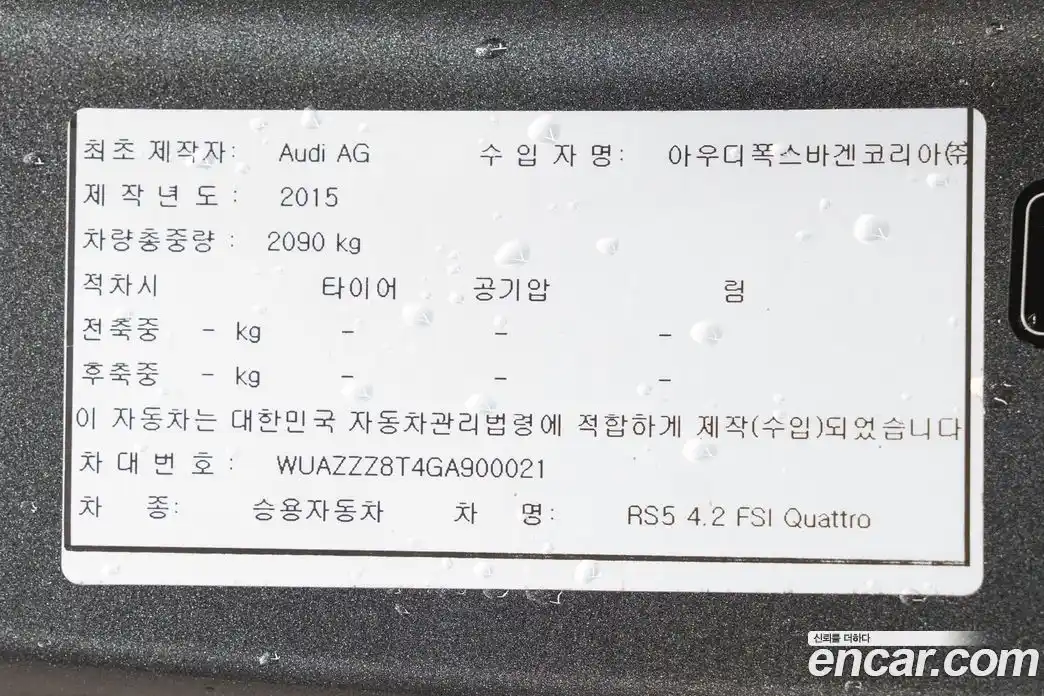 최초 제작자: Audi AG 수 입 자 명: 아우디폭스바겐코리아㈜
제 작 년 도 : 2015
차량총중량 : 2090 kg
적차시 타이어 공기압 림
전축중 - kg - - -
후축중 - kg - - -
이 자동차는 대한민국 자동차관리법령에 적합하게 제작(수입)되었습니다
차 대 번 호 : WUAZZZ8T4GA900021
차 종: 승용자동차 차 명: RS5 4.2 FSI Quattro
신뢰를 더하다
encar.com